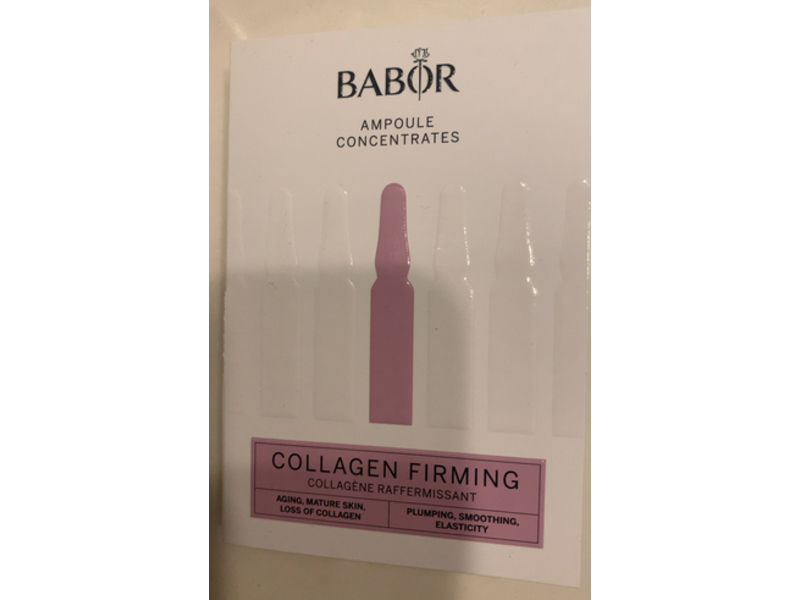 BABOR
AMPOULE
CONCENTRATES
COLLAGEN FIRMING
COLLAGÈNE RAFFERMISSANT
AGING, MATURE SKIN,
LOSS OF COLLAGEN
PLUMPING, SMOOTHING,
ELASTICITY